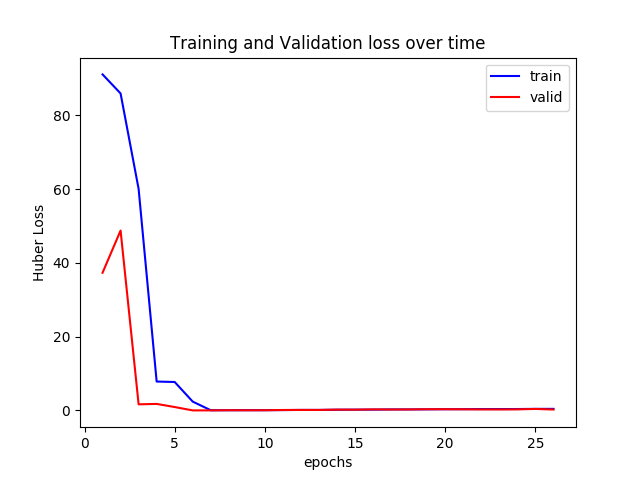 Training and Validation loss over time
train
valid
Huber Loss
80
60
40
20
0
0 5 10 15 20 25
epochs